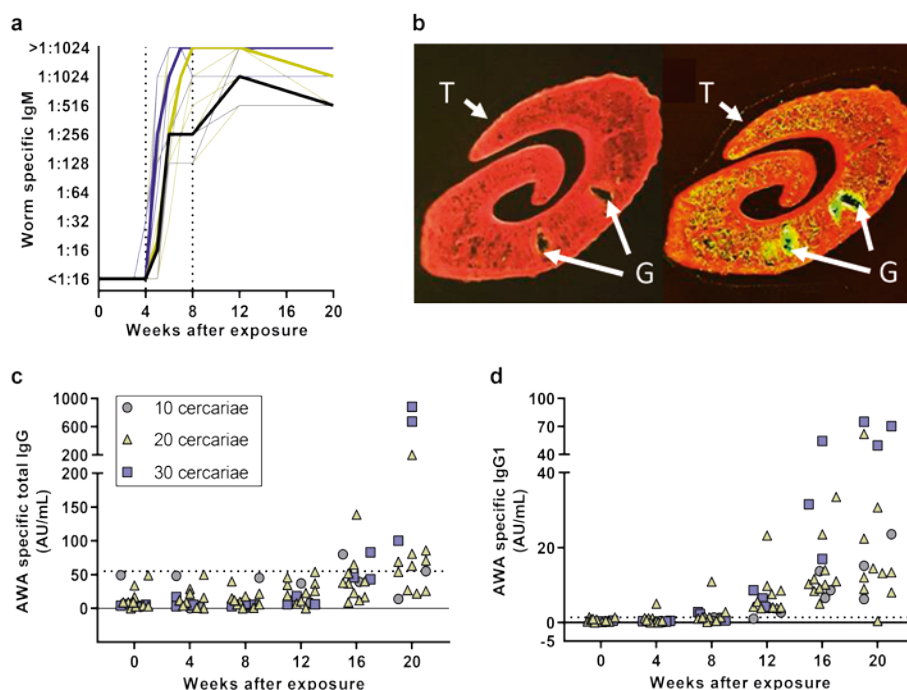 a
>1:1024
1:1024
1:516
1:256
1:128
1:64
1:32
1:16
<1:16
Worm specific IgM
0 4 8 12 16 20
Weeks after exposure
b
T
G
T
G
c
1000
600
200
200
150
100
50
0
AWA specific total IgG
(AU/mL)
10 cercariae
20 cercariae
30 cercariae
0 4 8 12 16 20
Weeks after exposure
d
100
70
40
40
20
0
-5
AWA specific IgG1
(AU/mL)
0 4 8 12 16 20
Weeks after exposure